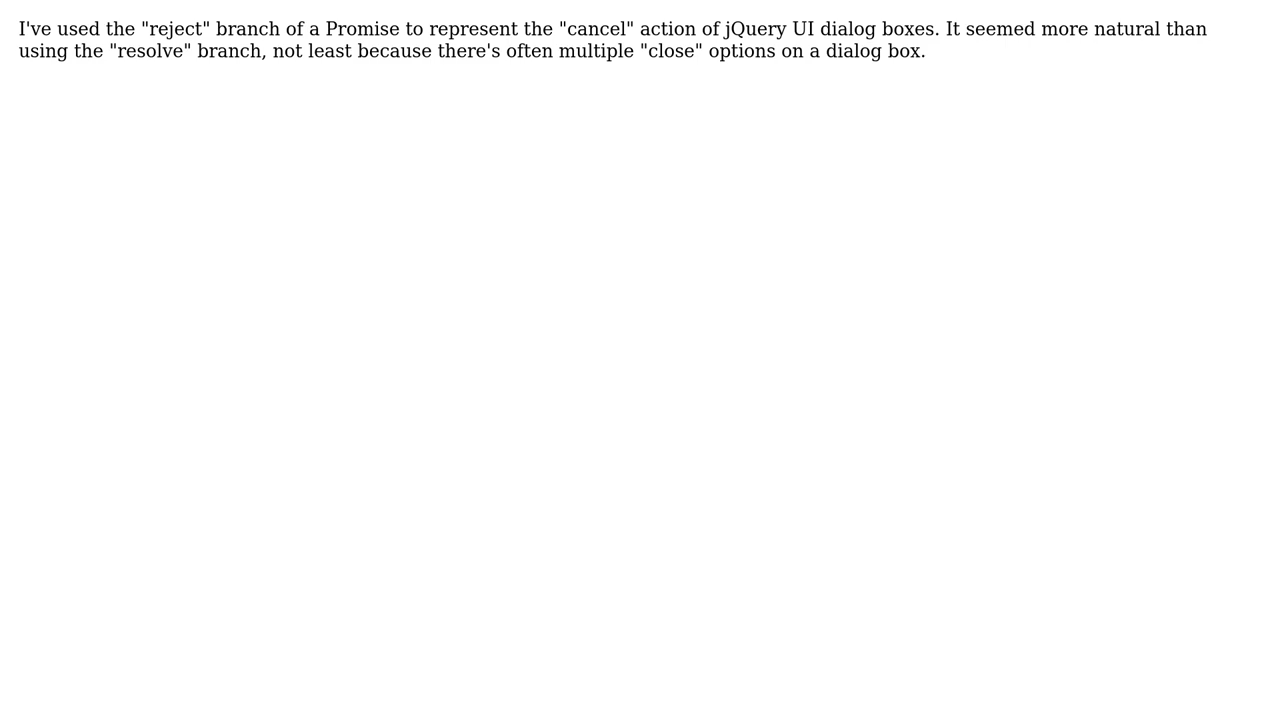 I've used the "reject" branch of a Promise to represent the "cancel" action of jQuery UI dialog boxes. It seemed more natural than
using the "resolve" branch, not least because there's often multiple "close" options on a dialog box.